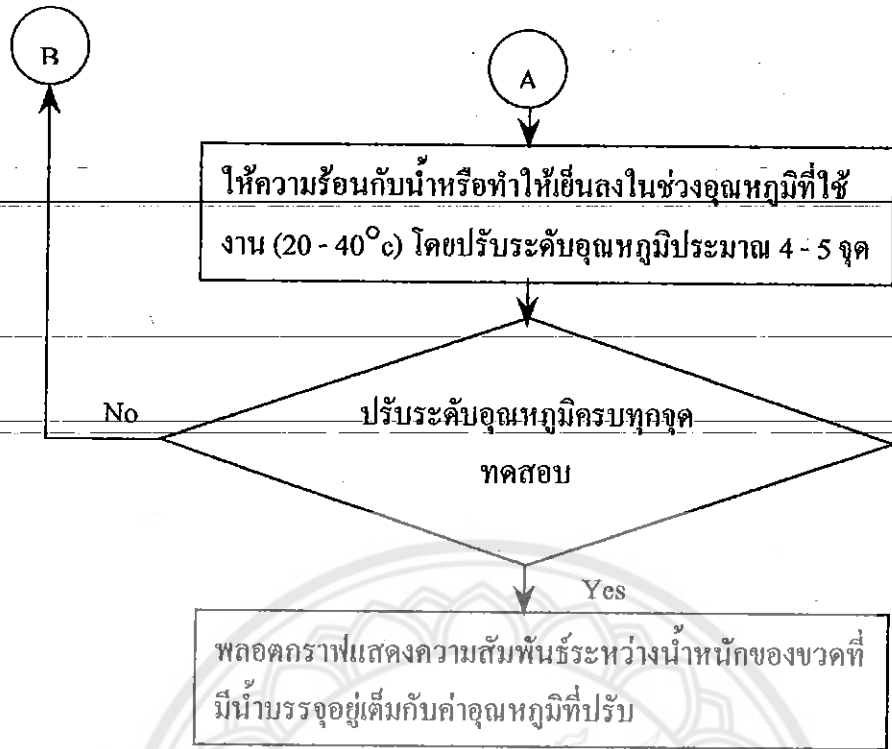 B
A
ให้ความร้อนกับน้ำหรือทำให้เย็นลงในช่วงอุณหภูมิที่ใช้
งาน (20 - 40°c) โดยปรับระดับอุณหภูมิประมาณ 4 - 5 จุด
No
ปรับระดับอุณหภูมิครบทุกจุด
ทดสอบ
Yes
พลอตกราฟแสดงความสัมพันธ์ระหว่างน้ำหนักของขวดที่
มีน้ำบรรจุอยู่เต็มกับค่าอุณหภูมิที่ปรับ